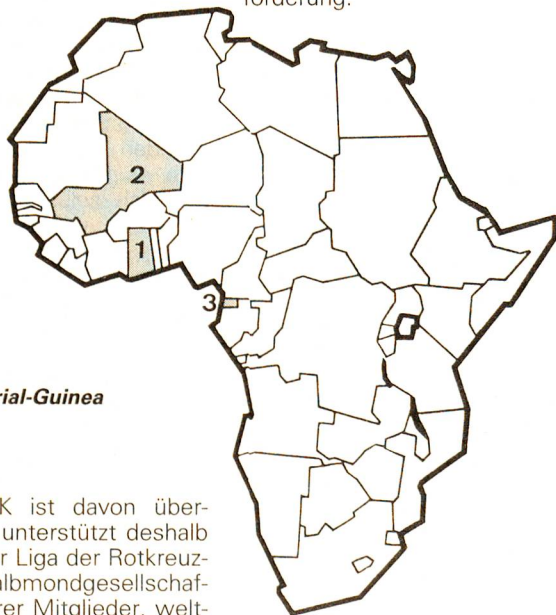 forderung.
2
1
3
rial-Guinea
K ist davon über-
unterstützt deshalb
r Liga der Rotkreuz-
albmondgesellschaf-
rer Mitglieder, welt-